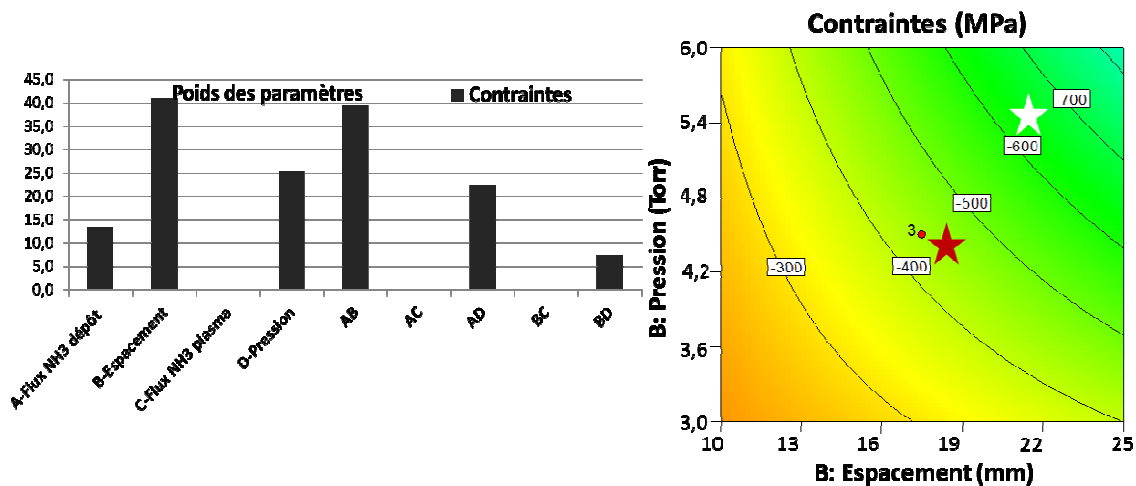 Poids des paramètres
Contraintes
45,0
40,0
35,0
30,0
25,0
20,0
15,0
10,0
5,0
0,0
A-Flux NH3 dépôt
B-Espacement
C-Flux NH3 plasma
D-Pression
AB
AC
AD
BC
BD
Contraintes (MPa)
B: Pression (Torr)
6,0
5,4
4,8
4,2
3,6
3,0
10
13
16
19
22
25
B: Espacement (mm)
700
-600
-500
-400
-300
3